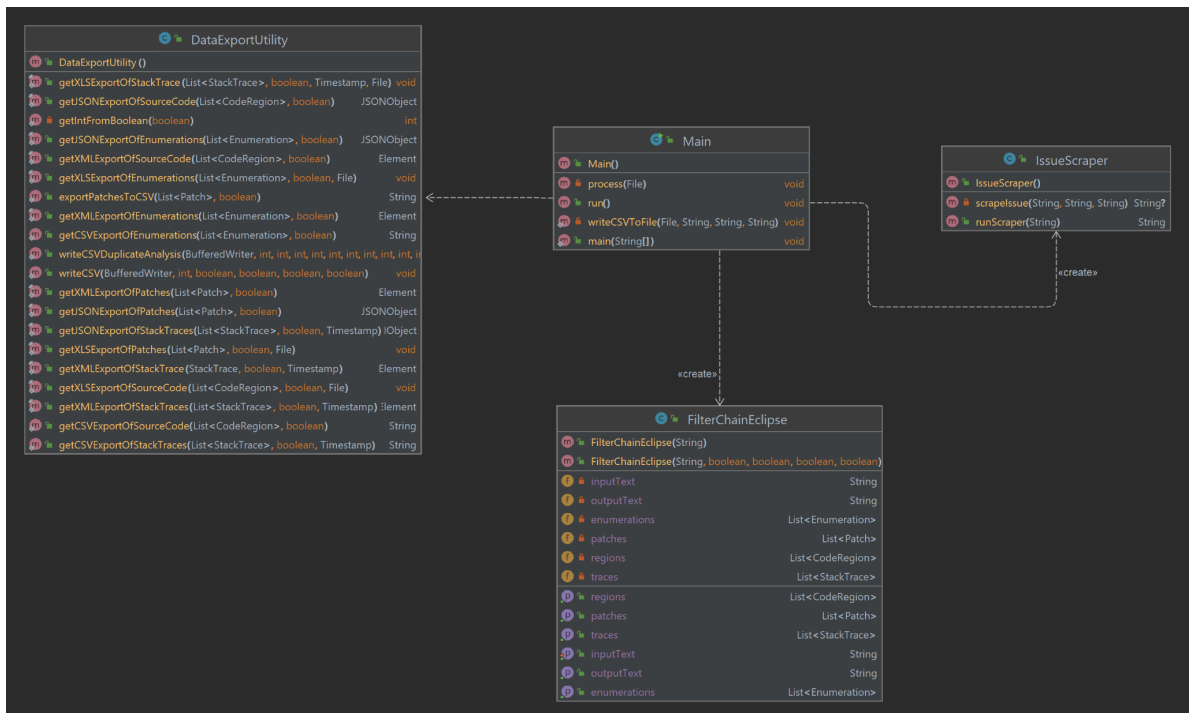 DataExportUtility
DataExportUtility ()
getXLSExportOfStackTrace (List<StackTrace>, boolean, Timestamp, File) void
getJSONExportOfSourceCode(List<CodeRegion>, boolean) JSONObject
getIntFromBoolean(boolean) int
getJSONExportOfEnumerations(List<Enumeration>, boolean) JSONObject
getXMLExportOfSourceCode(List<CodeRegion>, boolean) Element
getXLSExportOfEnumerations(List<Enumeration>, boolean, File) void
exportPatchesToCSV(List<Patch>, boolean) String
getXMLExportOfEnumerations(List<Enumeration>, boolean) Element
getCSVExportOfEnumerations(List<Enumeration>, boolean) String
writeCSVDuplicateAnalysis(BufferedWriter, int, int, int, int, int, int, int, int, int, i
writeCSV(BufferedWriter, int, boolean, boolean, boolean, boolean) void
getXMLExportOfPatches(List<Patch>, boolean) Element
getJSONExportOfPatches(List<Patch>, boolean) JSONObject
getJSONExportOfStackTraces(List<StackTrace>, boolean, Timestamp) IObject
getXLSExportOfPatches(List<Patch>, boolean, File) void
getXMLExportOfStackTrace(StackTrace, boolean, Timestamp) Element
getXLSExportOfSourceCode(List<CodeRegion>, boolean, File) void
getXMLExportOfStackTraces(List<StackTrace>, boolean, Timestamp) Element
getCSVExportOfSourceCode(List<CodeRegion>, boolean) String
getCSVExportOfStackTraces(List<StackTrace>, boolean, Timestamp) String
Main
Main()
process(File) void
run() void
writeCSVToFile(File, String, String, String) void
main(String[]) void
IssueScraper
IssueScraper()
scrapeIssue(String, String, String) String?
runScraper(String) String
«create»
«create»
FilterChainEclipse
FilterChainEclipse(String)
FilterChainEclipse(String, boolean, boolean, boolean, boolean)
inputText String
outputText String
enumerations List<Enumeration>
patches List<Patch>
regions List<CodeRegion>
traces List<StackTrace>
regions List<CodeRegion>
patches List<Patch>
traces List<StackTrace>
inputText String
outputText String
enumerations List<Enumeration>